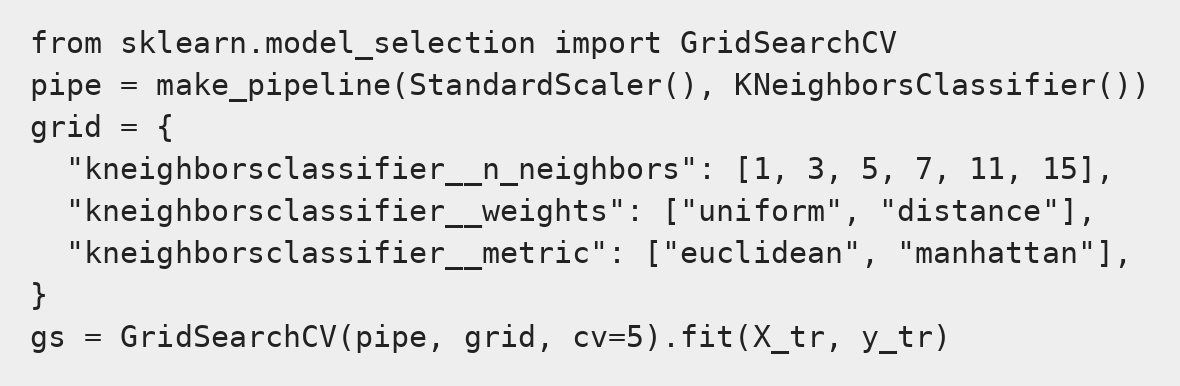 from sklearn.model_selection import GridSearchCV
pipe = make_pipeline(StandardScaler(), KNeighborsClassifier())
grid = {
  "kneighborsclassifier__n_neighbors": [1, 3, 5, 7, 11, 15],
  "kneighborsclassifier__weights": ["uniform", "distance"],
  "kneighborsclassifier__metric": ["euclidean", "manhattan"],
}
gs = GridSearchCV(pipe, grid, cv=5).fit(X_tr, y_tr)